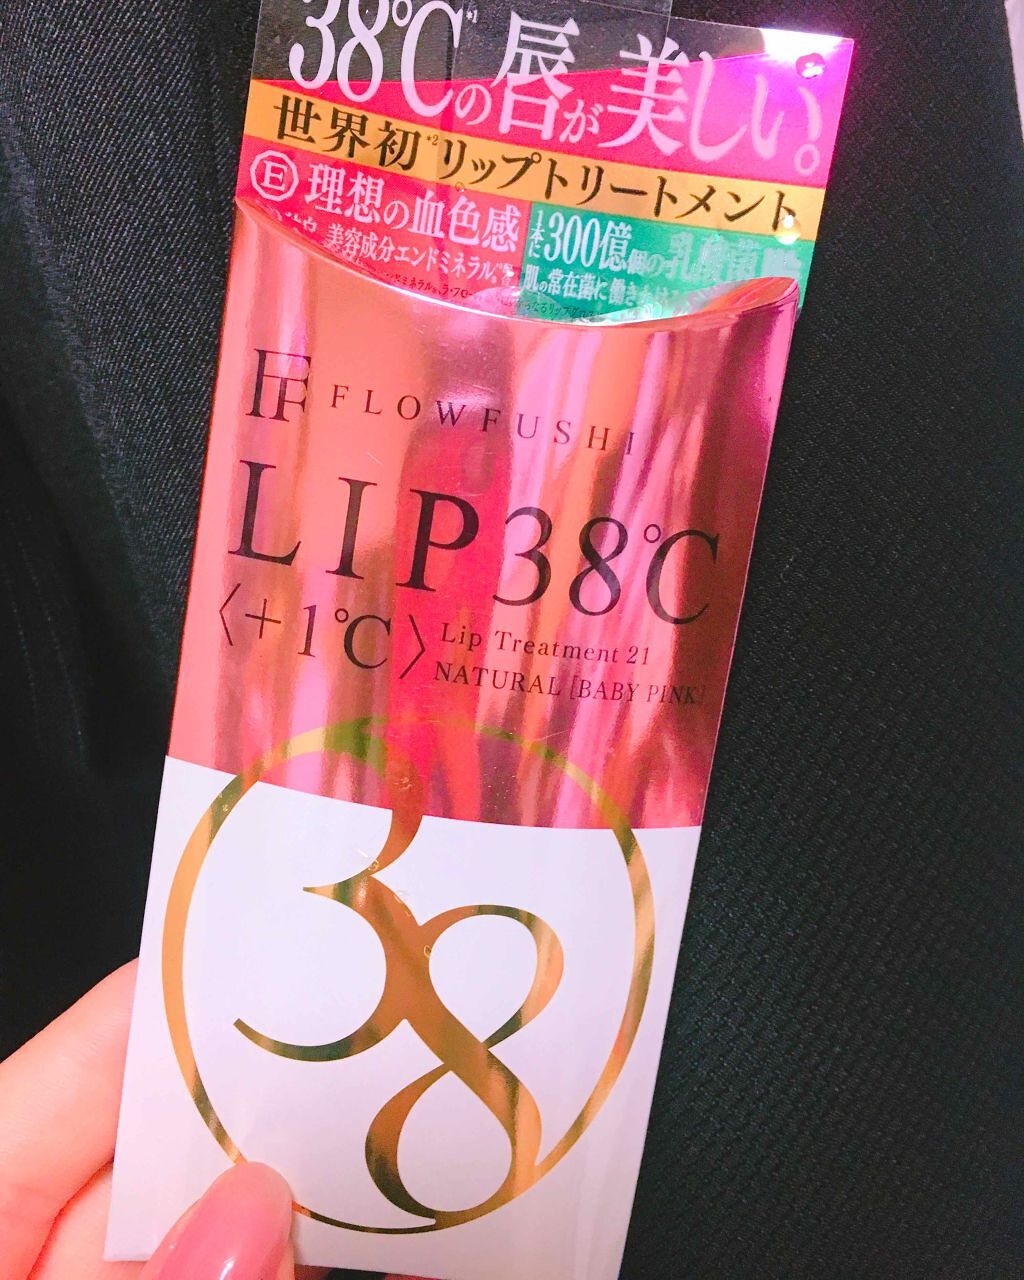 38℃*¹の唇が美しい。
世界初*²リップトリートメント
Ⓔ 理想の血色感
美容成分エンドミネラル
1本に300億個の乳酸菌
肌の常在菌に働き
FF FLOWFUSHI
LIP38℃
〈+1℃〉
Lip Treatment 21
NATURAL [BABY PINK]
38